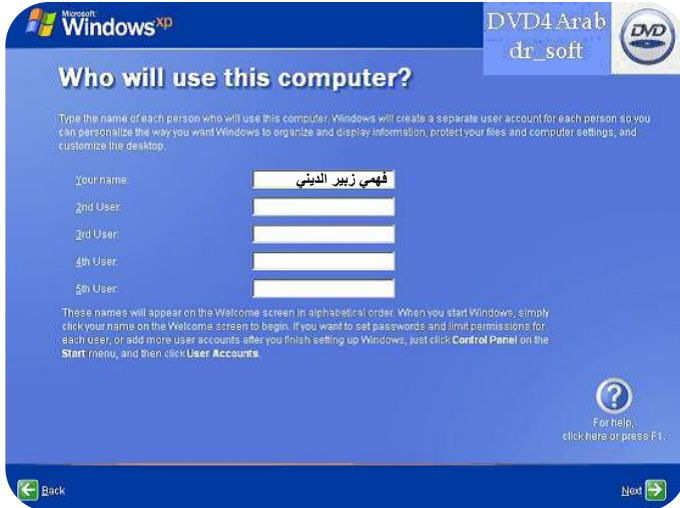 Microsoft
Windows xp
DVD4Arab
dr_soft
DVD
Who will use this computer?
Type the name of each person who will use this computer. Windows will create a separate user account for each person so you
can personalize the way you want Windows to organize and display information, protect your files and computer settings, and
customize the desktop.
Your name: فهمي زبير الديني
2nd User:
3rd User:
4th User:
5th User:
These names will appear on the Welcome screen in alphabetical order. When you start Windows, simply
click your name on the Welcome screen to begin. If you want to set passwords and limit permissions for
each user, or add more user accounts after you finish setting up Windows, just click Control Panel on the
Start menu, and then click User Accounts.
?
For help,
click here or press F1.
Back
Next